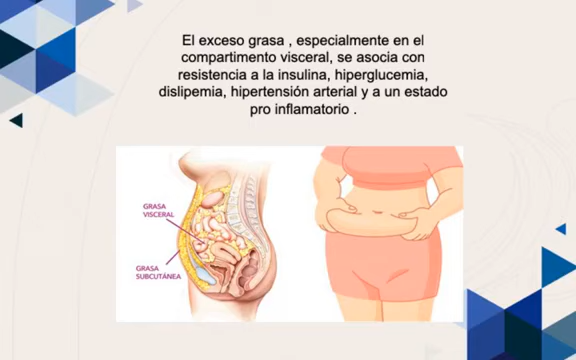 El exceso grasa , especialmente en el
compartimento visceral, se asocia con
resistencia a la insulina, hiperglucemia,
dislipemia, hipertensión arterial y a un estado
pro inflamatorio .
GRASA
VISCERAL
GRASA
SUBCUTÁNEA